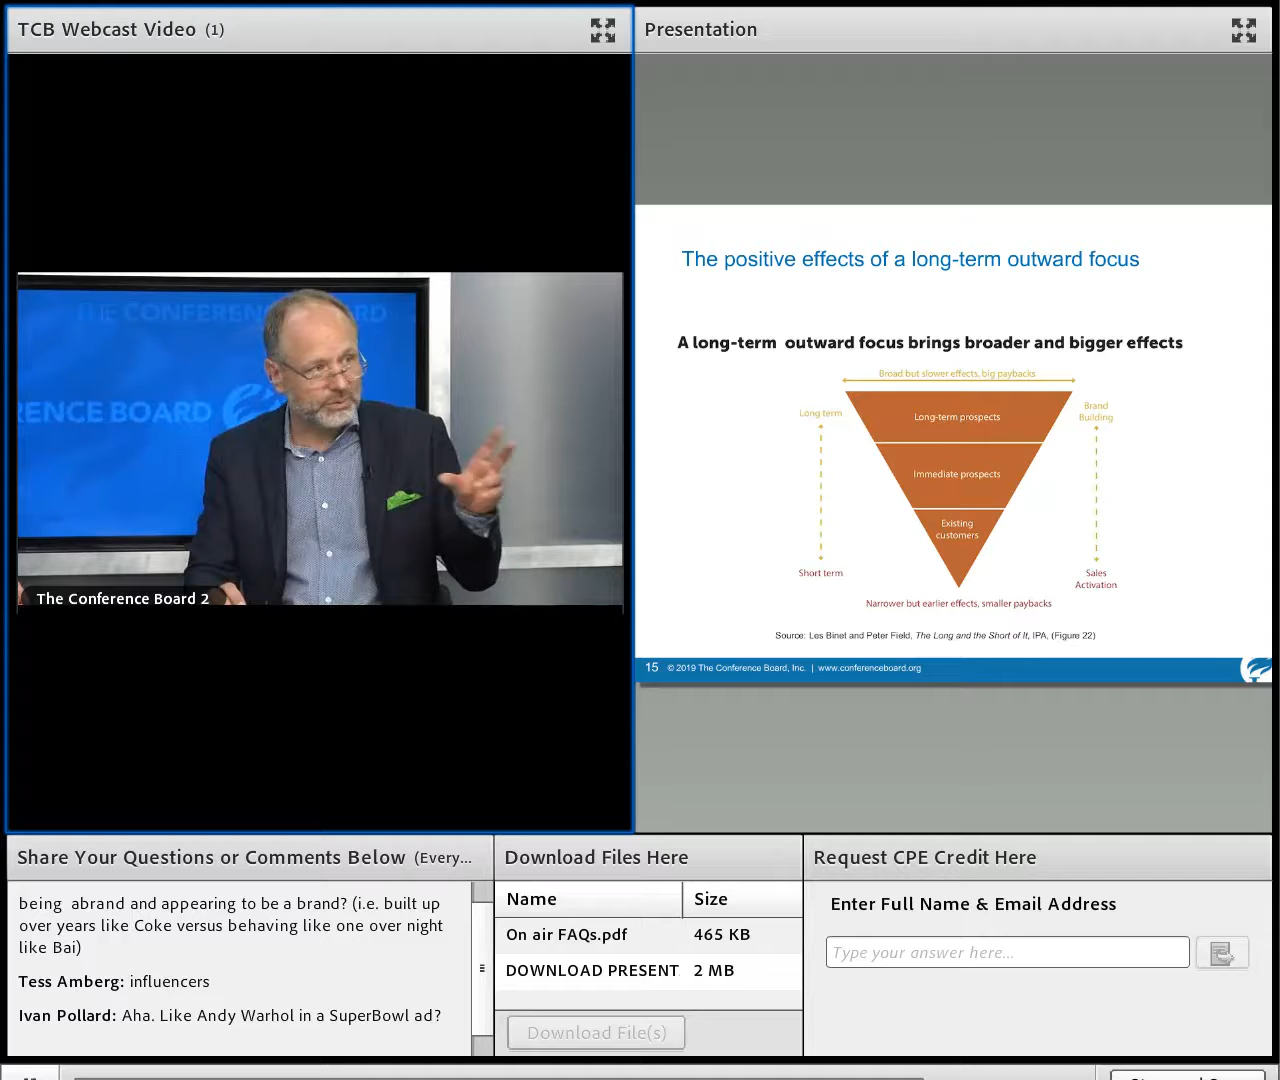 TCB Webcast Video (1)
Presentation
THE CONFERENCE BOARD
ERENCE BOARD
The Conference Board 2
The positive effects of a long-term outward focus
A long-term outward focus brings broader and bigger effects
Broad but slower effects, big paybacks
Long term
Brand
Building
Long-term prospects
Immediate prospects
Existing
customers
Short term
Sales
Activation
Narrower but earlier effects, smaller paybacks
Source: Les Binet and Peter Field, The Long and the Short of It, IPA, (Figure 22)
15 © 2019 The Conference Board, Inc. | www.conferenceboard.org
Share Your Questions or Comments Below (Every...
being abrand and appearing to be a brand? (i.e. built up
over years like Coke versus behaving like one over night
like Bai)
Tess Amberg: influencers
Ivan Pollard: Aha. Like Andy Warhol in a SuperBowl ad?
Download Files Here
Name Size
On air FAQs.pdf 465 KB
DOWNLOAD PRESENT 2 MB
Download File(s)
Request CPE Credit Here
Enter Full Name & Email Address
Type your answer here...